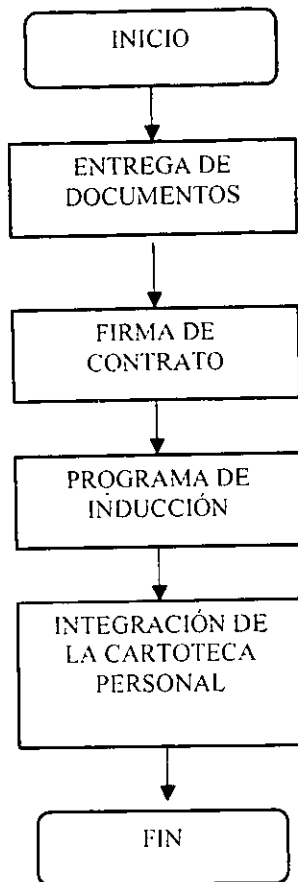 INICIO
ENTREGA DE
DOCUMENTOS
FIRMA DE
CONTRATO
PROGRAMA DE
INDUCCIÓN
INTEGRACIÓN DE
LA CARTOTECA
PERSONAL
FIN